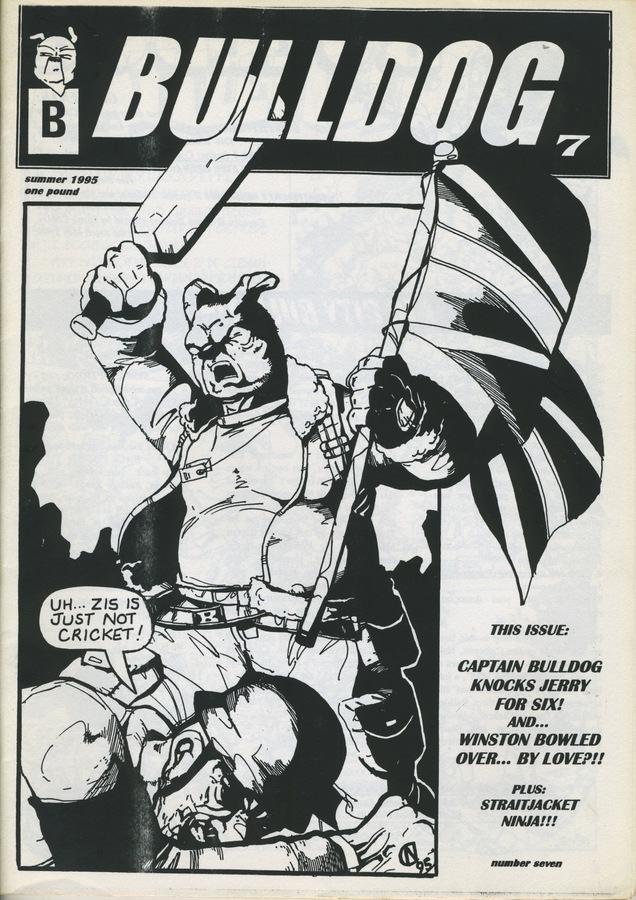 B
BULLDOG
7
summer 1995
one pound
UH... ZIS IS
JUST NOT
CRICKET!
THIS ISSUE:
CAPTAIN BULLDOG
KNOCKS JERRY
FOR SIX!
AND...
WINSTON BOWLED
OVER... BY LOVE?!!
PLUS:
STRAITJACKET
NINJA!!!
number seven
95